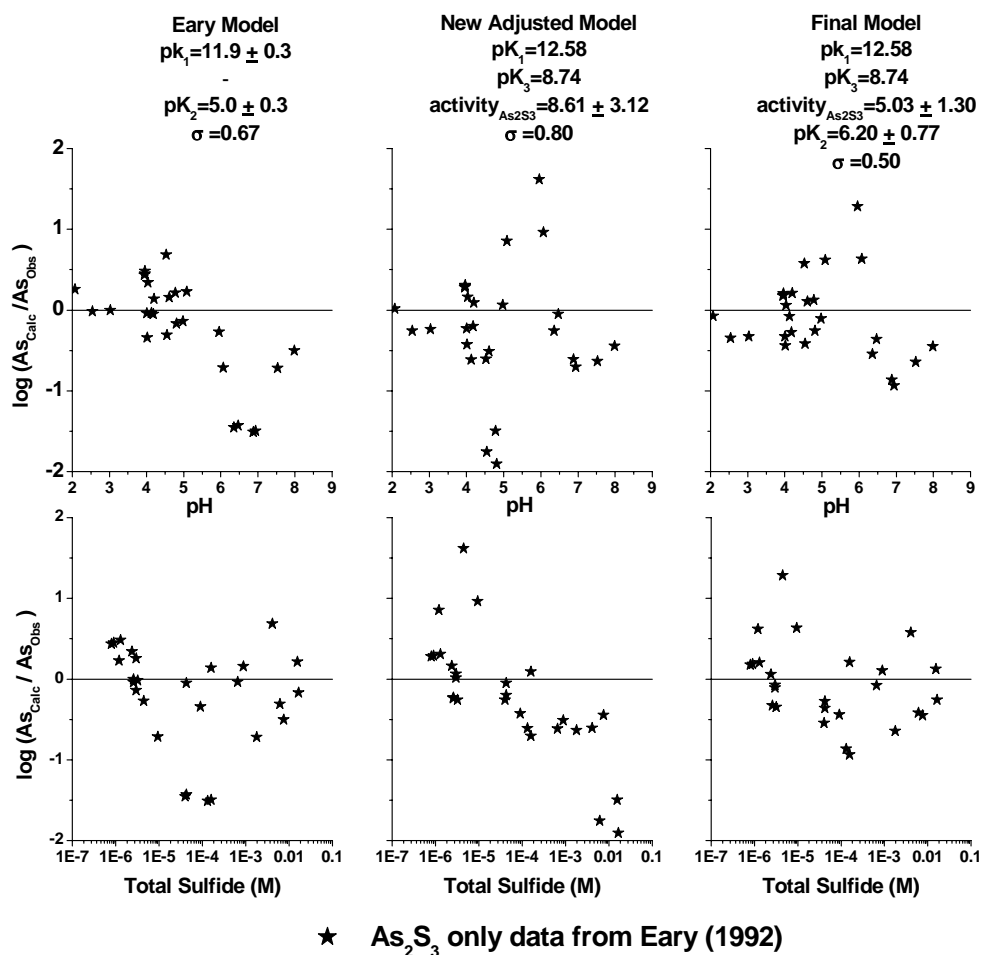 Eary Model
pk₁=11.9 ± 0.3
-
pK₂=5.0 ± 0.3
σ =0.67
New Adjusted Model
pK₁=12.58
pK₃=8.74
activity_As2S3=8.61 ± 3.12
σ =0.80
Final Model
pk₁=12.58
pK₃=8.74
activity_As2S3=5.03 ± 1.30
pK₂=6.20 ± 0.77
σ =0.50
log (As_Calc /As_Obs )
2
1
0
-1
-2
2 3 4 5 6 7 8 9
pH
2 3 4 5 6 7 8 9
pH
2 3 4 5 6 7 8 9
pH
log (As_Calc / As_Obs )
2
1
0
-1
-2
1E-7 1E-6 1E-5 1E-4 1E-3 0.01 0.1
Total Sulfide (M)
1E-7 1E-6 1E-5 1E-4 1E-3 0.01 0.1
Total Sulfide (M)
1E-7 1E-6 1E-5 1E-4 1E-3 0.01 0.1
Total Sulfide (M)
As₂S₃ only data from Eary (1992)